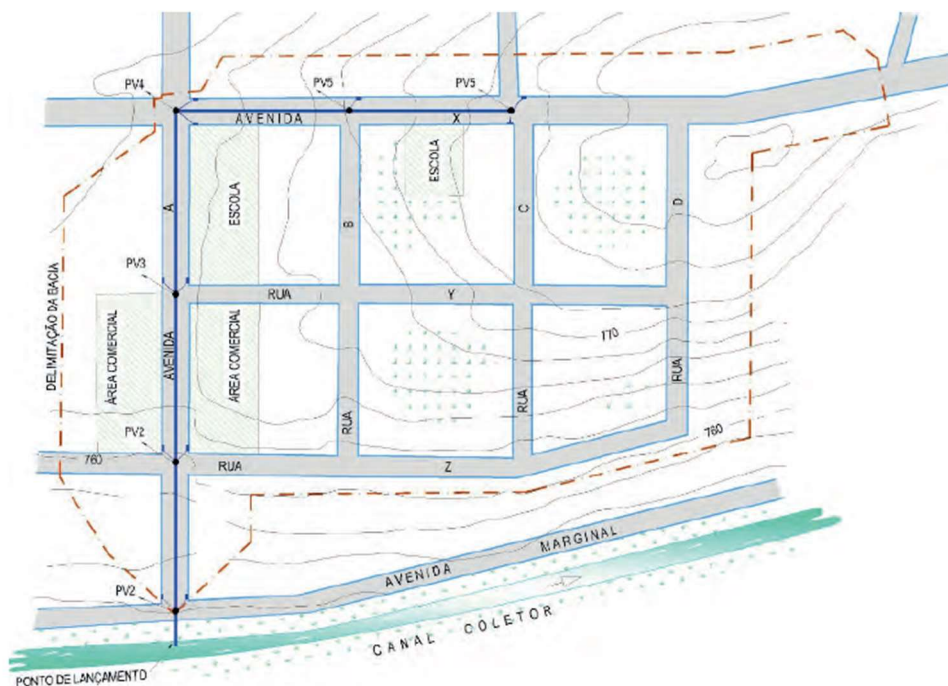 PV4
PV5
PV5
AVENIDA X
A
ESCOLA
ESCOLA
B
C
D
PV3
RUA Y
DELIMITAÇÃO DA BACIA
ÁREA COMERCIAL
AVENIDA
ÁREA COMERCIAL
770
RUA
RUA
RUA
PV2
760
RUA Z
760
PV2
AVENIDA MARGINAL
CANAL COLETOR
PONTO DE LANÇAMENTO